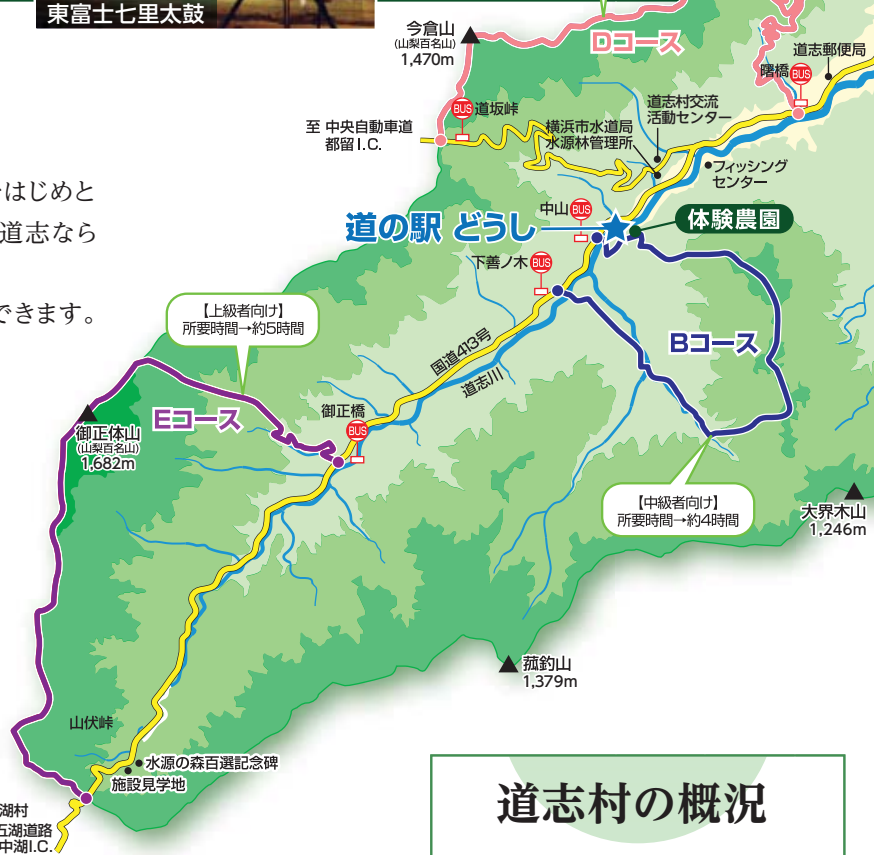 東富士七里太鼓
今倉山
(山梨百名山)
1,470m
Dコース
道志郵便局
曙橋
BUS
BUS
道坂峠
道志村交流
活動センター
至 中央自動車道
都留I.C.
横浜市水道局
水源林管理所
フィッシング
センター
はじめと
道志なら
できます。
中山
BUS
道の駅 どうし
体験農園
下善ノ木
BUS
【上級者向け】
所要時間→約5時間
国道413号
道志川
Bコース
御正橋
BUS
Eコース
御正体山
(山梨百名山)
1,682m
【中級者向け】
所要時間→約4時間
大界木山
1,246m
菰釣山
1,379m
山伏峠
水源の森百選記念碑
施設見学地
湖村
五湖道路
中湖I.C.
道志村の概況